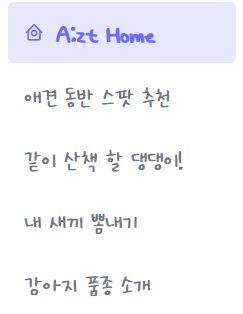 A:zt Home
애견 동반 스팟 추천
같이 산책 할 댕댕이!
내 새끼 뽐내기
강아지 품종 소개